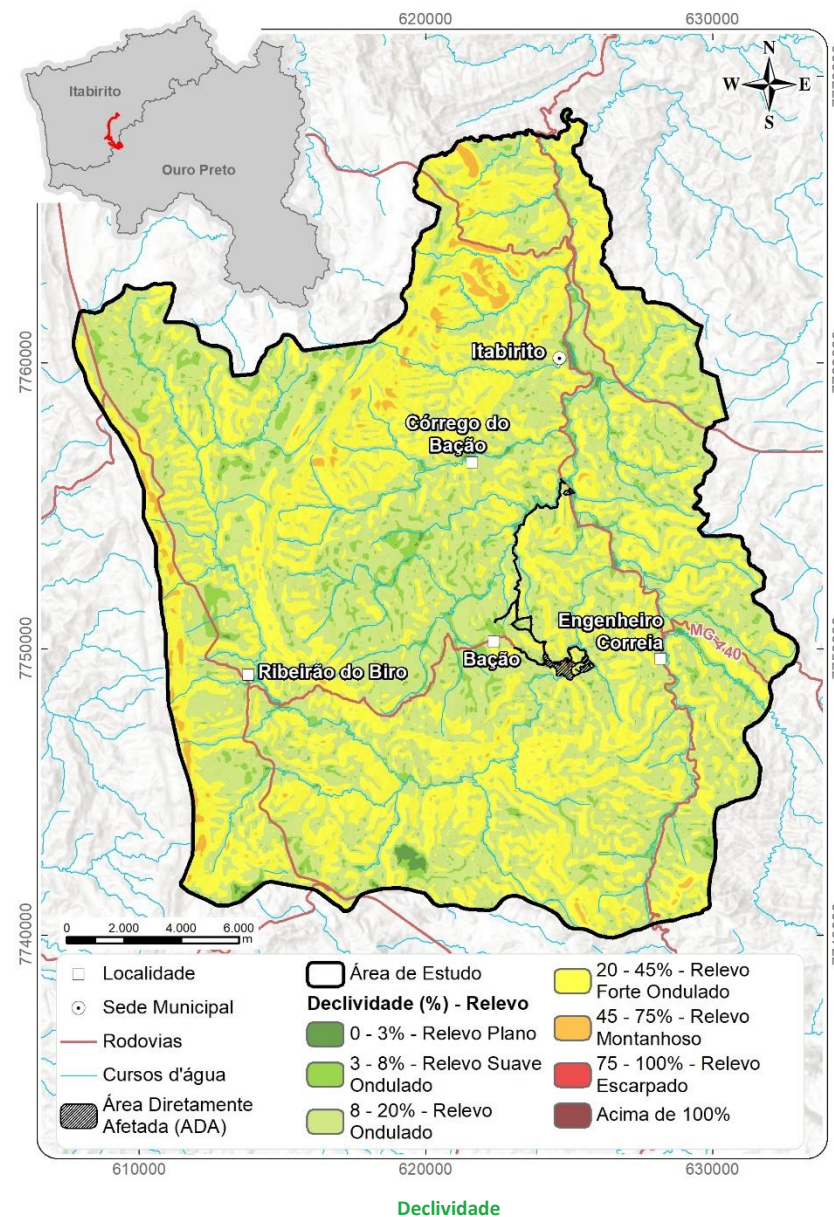 620000
630000
Itabirito
Ouro Preto
N
W
E
S
7760000
Itabirito
Córrego do
Bação
7750000
Engenheiro
Correia
MG-440
Bação
Ribeirão do Biro
7740000
0 2.000 4.000 6.000
m
Localidade
Sede Municipal
Rodovias
Cursos d'água
Área Diretamente
Afetada (ADA)
Área de Estudo
Declividade (%) - Relevo
0 - 3% - Relevo Plano
3 - 8% - Relevo Suave
Ondulado
8 - 20% - Relevo
Ondulado
20 - 45% - Relevo
Forte Ondulado
45 - 75% - Relevo
Montanhoso
75 - 100% - Relevo
Escarpado
Acima de 100%
610000
620000
630000
Declividade